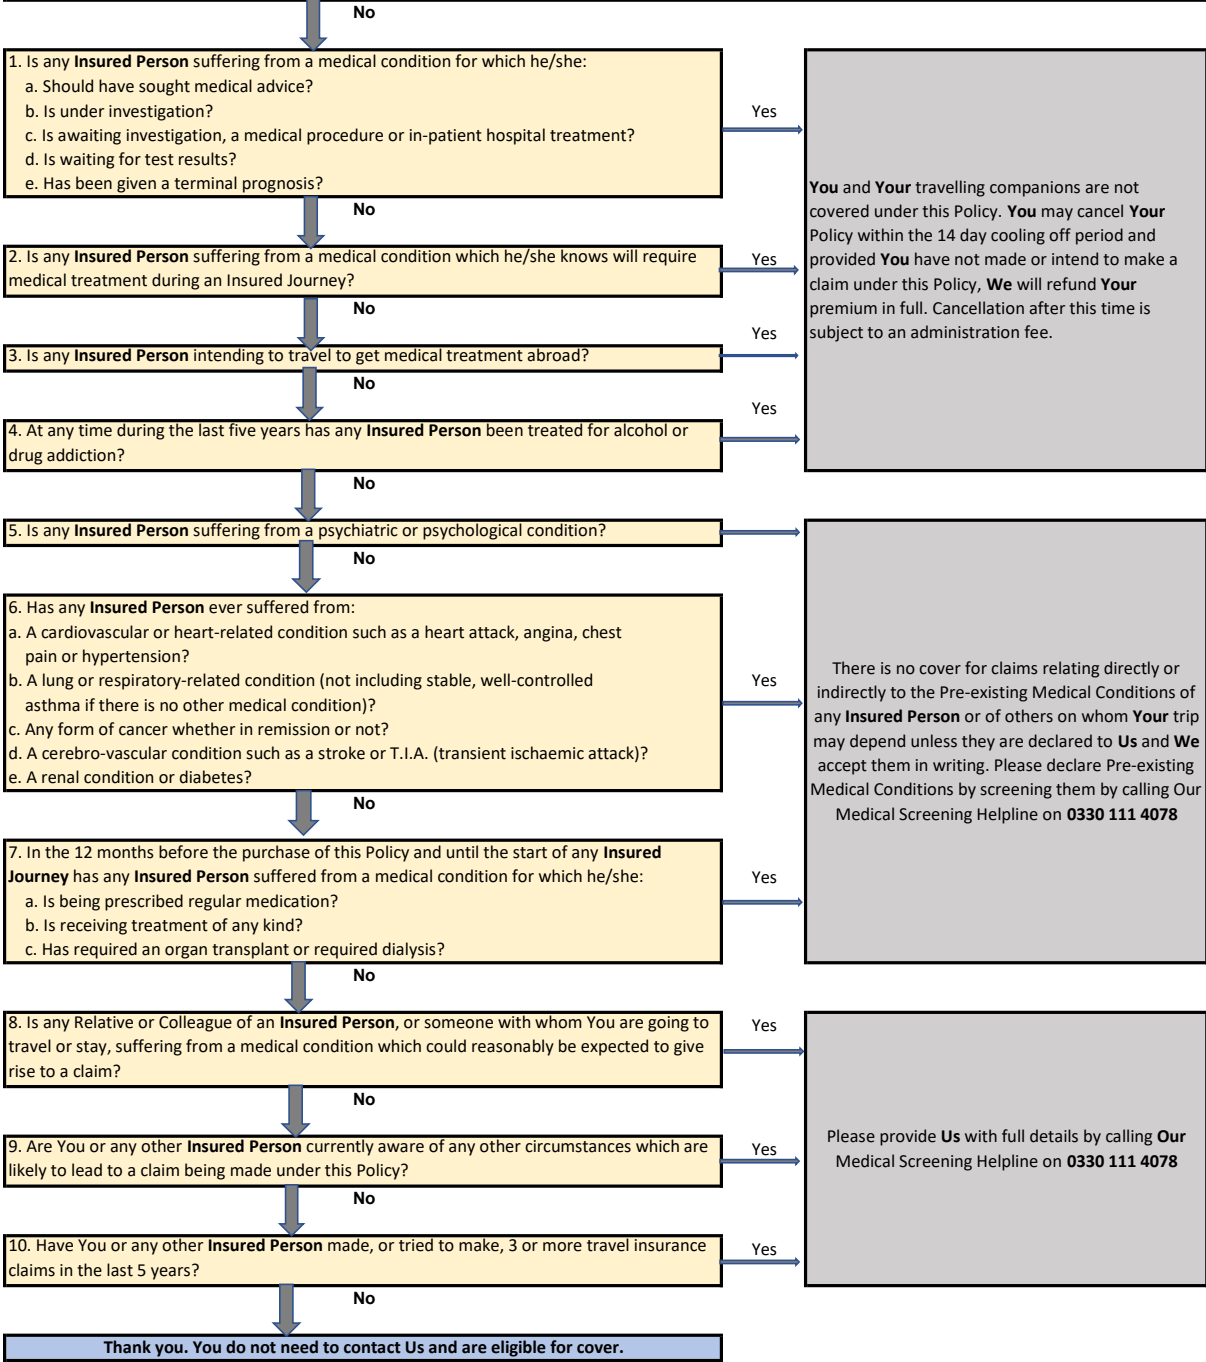 No
1. Is any Insured Person suffering from a medical condition for which he/she:
a. Should have sought medical advice?
b. Is under investigation?
c. Is awaiting investigation, a medical procedure or in-patient hospital treatment?
d. Is waiting for test results?
e. Has been given a terminal prognosis?
Yes
No
2. Is any Insured Person suffering from a medical condition which he/she knows will require
medical treatment during an Insured Journey?
Yes
No
3. Is any Insured Person intending to travel to get medical treatment abroad?
Yes
No
4. At any time during the last five years has any Insured Person been treated for alcohol or
drug addiction?
Yes
You and Your travelling companions are not
covered under this Policy. You may cancel Your
Policy within the 14 day cooling off period and
provided You have not made or intend to make a
claim under this Policy, We will refund Your
premium in full. Cancellation after this time is
subject to an administration fee.
No
5. Is any Insured Person suffering from a psychiatric or psychological condition?
No
6. Has any Insured Person ever suffered from:
a. A cardiovascular or heart-related condition such as a heart attack, angina, chest
pain or hypertension?
b. A lung or respiratory-related condition (not including stable, well-controlled
asthma if there is no other medical condition)?
c. Any form of cancer whether in remission or not?
d. A cerebro-vascular condition such as a stroke or T.I.A. (transient ischaemic attack)?
e. A renal condition or diabetes?
Yes
No
7. In the 12 months before the purchase of this Policy and until the start of any Insured
Journey has any Insured Person suffered from a medical condition for which he/she:
a. Is being prescribed regular medication?
b. Is receiving treatment of any kind?
c. Has required an organ transplant or required dialysis?
Yes
There is no cover for claims relating directly or
indirectly to the Pre-existing Medical Conditions of
any Insured Person or of others on whom Your trip
may depend unless they are declared to Us and We
accept them in writing. Please declare Pre-existing
Medical Conditions by screening them by calling Our
Medical Screening Helpline on 0330 111 4078
No
8. Is any Relative or Colleague of an Insured Person, or someone with whom You are going to
travel or stay, suffering from a medical condition which could reasonably be expected to give
rise to a claim?
Yes
No
9. Are You or any other Insured Person currently aware of any other circumstances which are
likely to lead to a claim being made under this Policy?
Yes
No
10. Have You or any other Insured Person made, or tried to make, 3 or more travel insurance
claims in the last 5 years?
Yes
Please provide Us with full details by calling Our
Medical Screening Helpline on 0330 111 4078
No
Thank you. You do not need to contact Us and are eligible for cover.